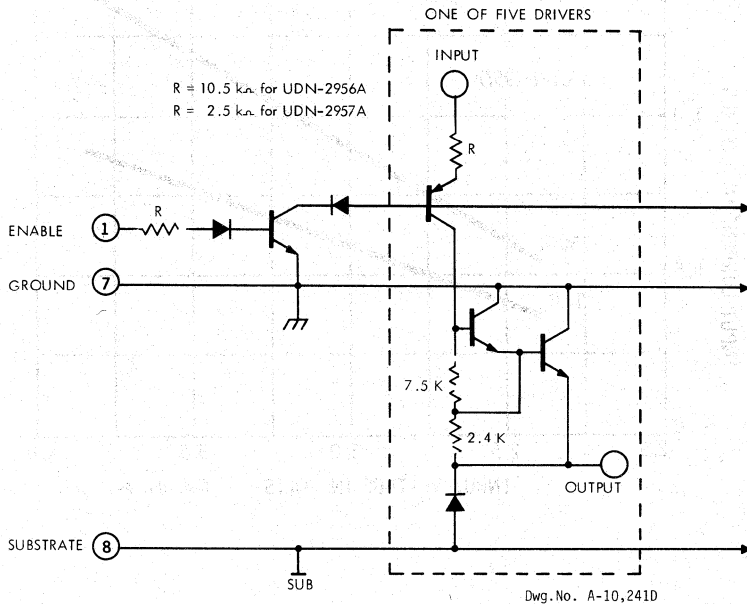 ONE OF FIVE DRIVERS
INPUT
R = 10.5 kΩ for UDN-2956A
R = 2.5 kΩ for UDN-2957A
R
R
ENABLE 1
GROUND 7
7.5 K
2.4 K
OUTPUT
SUBSTRATE 8
SUB
Dwg.No. A-10,241D